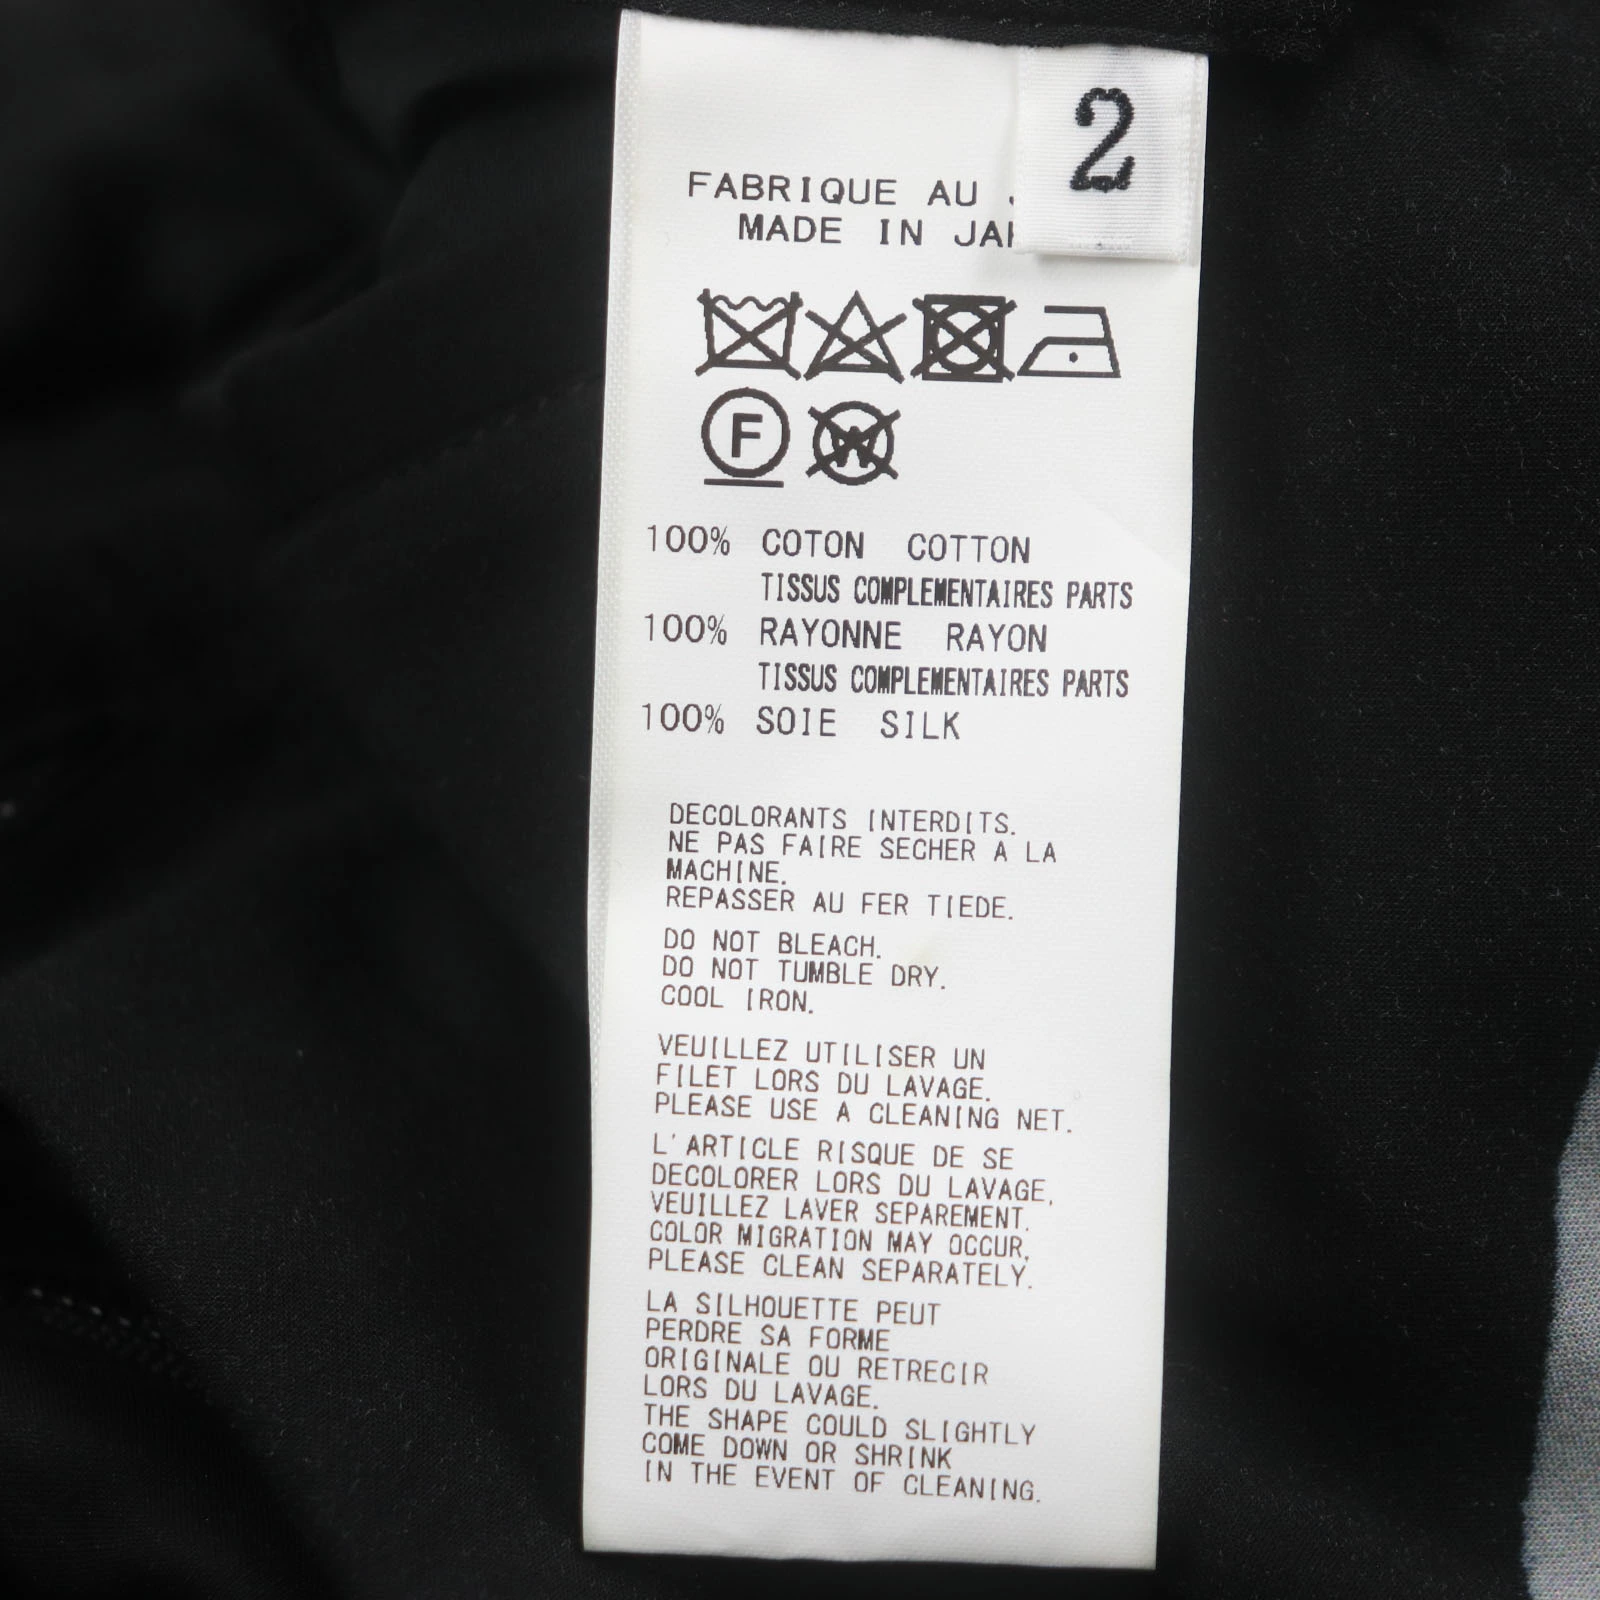 2
FABRIQUE AU
MADE IN
F
W
100% COTON COTTON
TISSUS COMPLEMENTAIRES PARTS
100% RAYONNE RAYON
TISSUS COMPLEMENTAIRES PARTS
100% SOIE SILK
DECOLORANTS INTERDITS.
NE PAS FAIRE SECHER A LA
MACHINE.
REPASSER AU FER TIEDE.
DO NOT BLEACH.
DO NOT TUMBLE DRY.
COOL IRON.
VEUILLEZ UTILISER UN
FILET LORS DU LAVAGE.
PLEASE USE A CLEANING NET.
L'ARTICLE RISQUE DE SE
DECOLORER LORS DU LAVAGE,
VEUILLEZ LAVER SEPAREMENT.
COLOR MIGRATION MAY OCCUR,
PLEASE CLEAN SEPARATELY.
LA SILHOUETTE PEUT
PERDRE SA FORME
ORIGINALE OU RETRECIR
LORS DU LAVAGE.
THE SHAPE COULD SLIGHTLY
COME DOWN OR SHRINK
IN THE EVENT OF CLEANING.